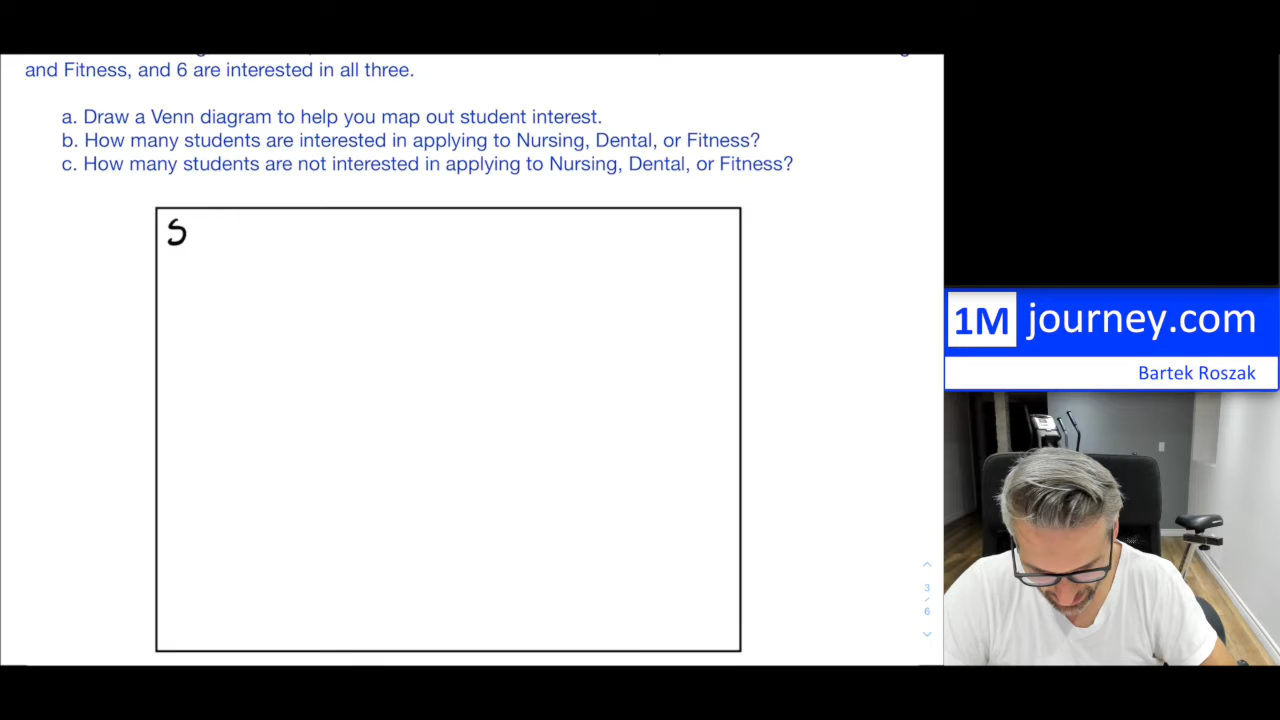 and Fitness, and 6 are interested in all three.
a. Draw a Venn diagram to help you map out student interest.
b. How many students are interested in applying to Nursing, Dental, or Fitness?
c. How many students are not interested in applying to Nursing, Dental, or Fitness?
S
1M journey.com
Bartek Roszak
3
6